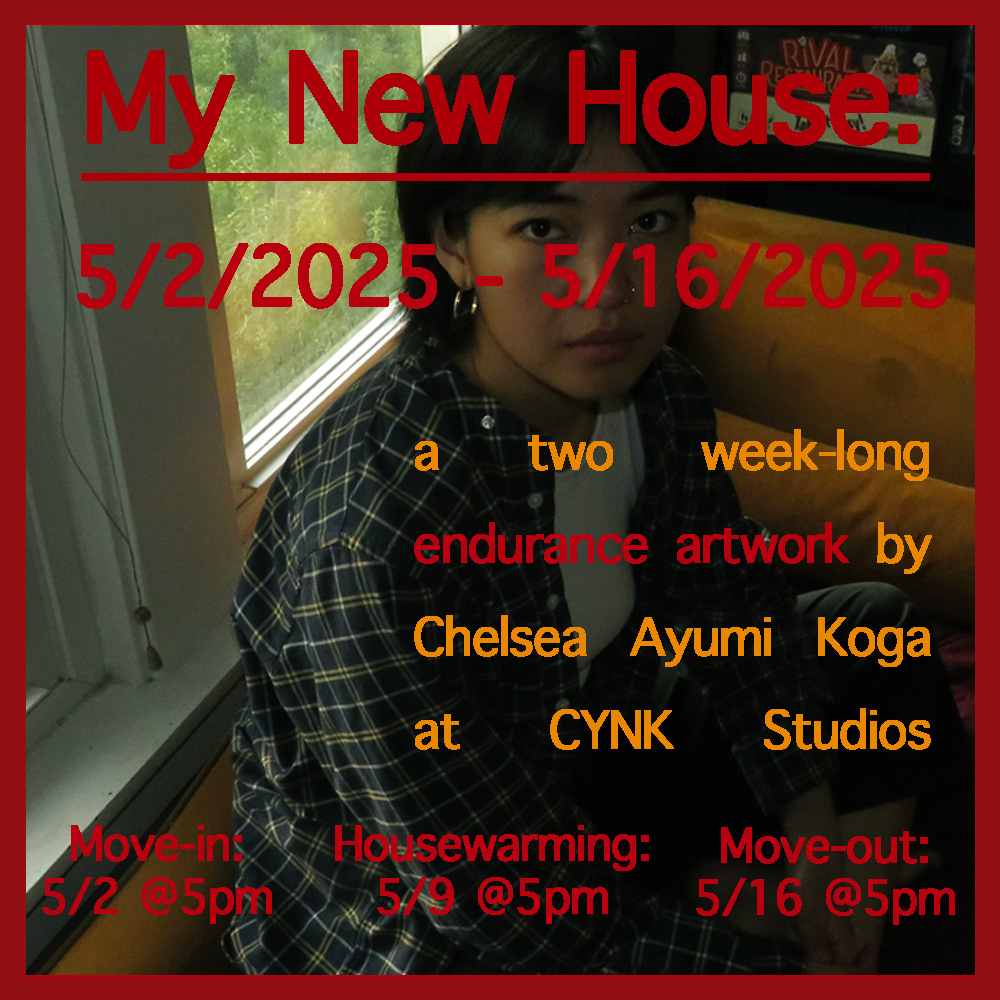 My New House:
5/2/2025 - 5/16/2025
a two week-long
endurance artwork by
Chelsea Ayumi Koga
at CYNK Studios
Move-in: Housewarming: Move-out:
5/2 @5pm 5/9 @5pm 5/16 @5pm
RIVAL
RESTAURANTS